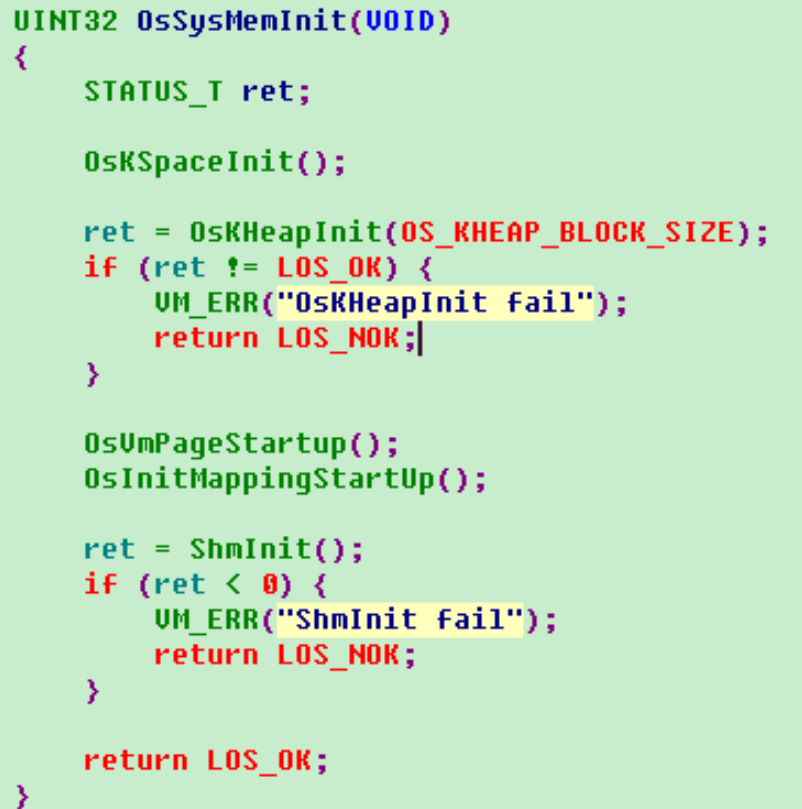 UINT32 OsSysMemInit(VOID)
{
    STATUS_T ret;

    OsKSpaceInit();

    ret = OsKHeapInit(OS_KHEAP_BLOCK_SIZE);
    if (ret != LOS_OK) {
        VM_ERR("OsKHeapInit fail");
        return LOS_NOK;
    }

    OsVmPageStartup();
    OsInitMappingStartUp();

    ret = ShmInit();
    if (ret < 0) {
        VM_ERR("ShmInit fail");
        return LOS_NOK;
    }

    return LOS_OK;
}